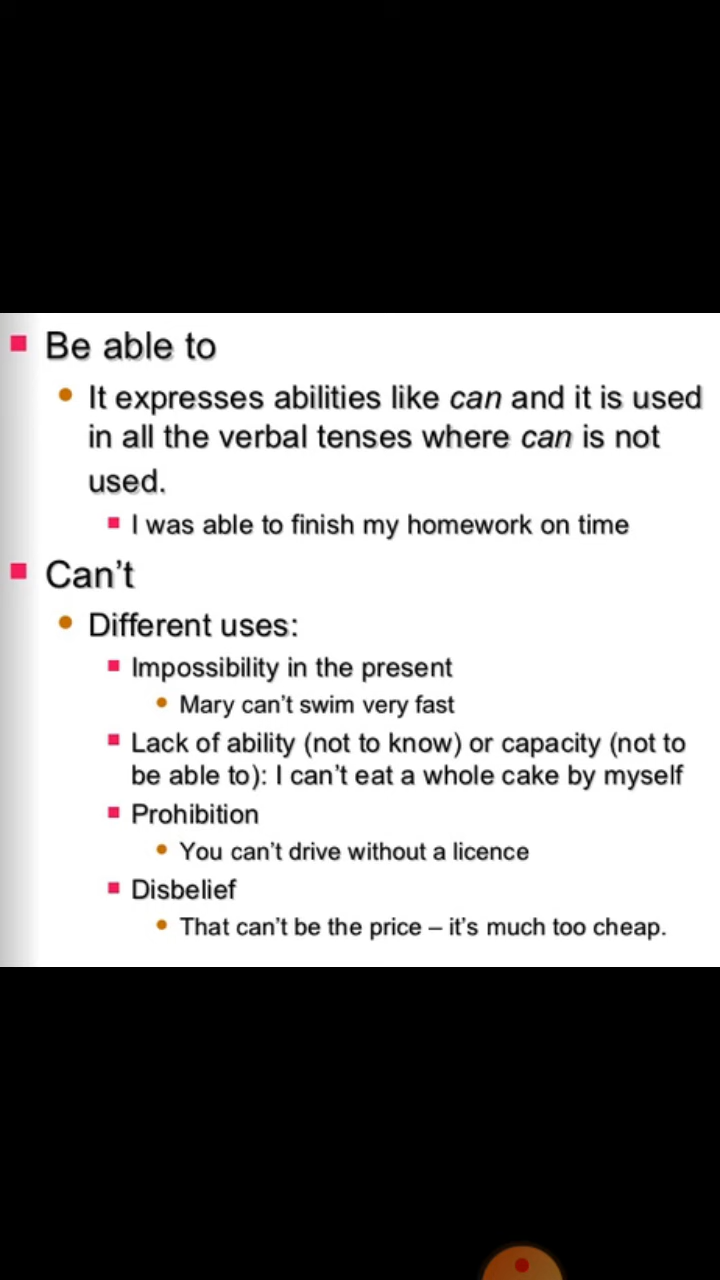 Be able to
It expresses abilities like can and it is used
in all the verbal tenses where can is not
used.
I was able to finish my homework on time
Can't
Different uses:
Impossibility in the present
Mary can't swim very fast
Lack of ability (not to know) or capacity (not to
be able to): I can't eat a whole cake by myself
Prohibition
You can't drive without a licence
Disbelief
That can't be the price – it's much too cheap.